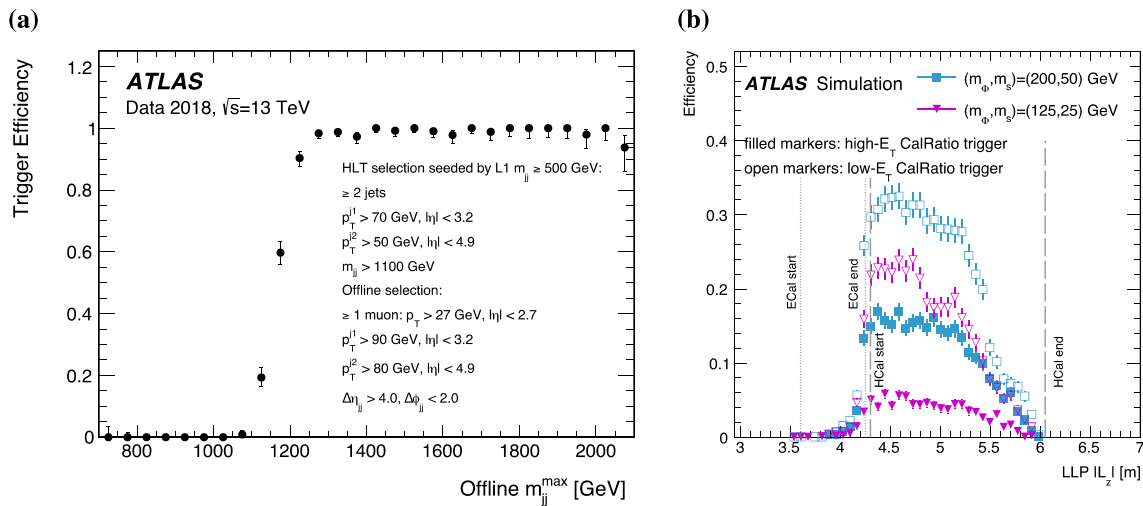 (a)
ATLAS
Data 2018, √s=13 TeV
HLT selection seeded by L1 m_jj ≥ 500 GeV:
≥ 2 jets
p_T^j1 > 70 GeV, |η| < 3.2
p_T^j2 > 50 GeV, |η| < 4.9
m_jj > 1100 GeV
Offline selection:
≥ 1 muon: p_T > 27 GeV, |η| < 2.7
p_T^j1 > 90 GeV, |η| < 3.2
p_T^j2 > 80 GeV, |η| < 4.9
Δη_jj > 4.0, Δϕ_jj < 2.0
Trigger Efficiency
1.2
1
0.8
0.6
0.4
0.2
0
800 1000 1200 1400 1600 1800 2000
Offline m_jj^max [GeV]
(b)
ATLAS Simulation
(m_Φ,m_s)=(200,50) GeV
(m_Φ,m_s)=(125,25) GeV
filled markers: high-E_T CalRatio trigger
open markers: low-E_T CalRatio trigger
ECal start
ECal end
HCal start
HCal end
Efficiency
0.5
0.4
0.3
0.2
0.1
0
3 3.5 4 4.5 5 5.5 6 6.5 7
LLP |L_z| [m]